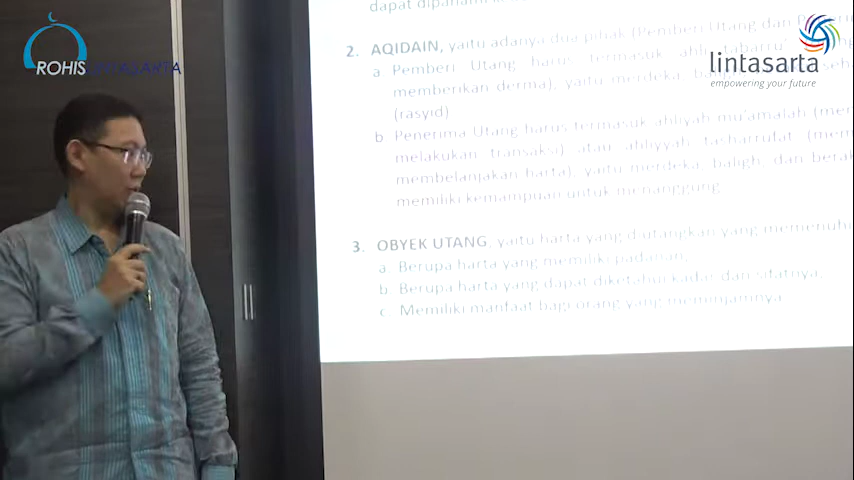 dapat dipahami
2. AQIDAIN, yaitu adanya dua pihak (Pemberi Utang dan
a Pemberi Utang harus termasuk ahli tabarru'
memberikan derma), yaitu merdeka, baligh,
(rasyid)
b Penerima Utang harus termasuk ahliyah mu'amalah
melakukan transaksi) atau ahliyyah tasharrufat
membelanjakan harta), yaitu merdeka, baligh, dan
memiliki kemampuan untuk menanggung
3. OBYEK UTANG, yaitu harta yang diutangkan yang memenuhi
a. Berupa harta yang memiliki padanan,
b. Berupa harta yang dapat diketahui kadar dan sifatnya,
c. Memiliki manfaat bagi orang yang meminjamnya
ROHIS LINTASARTA
lintasarta
empowering your future